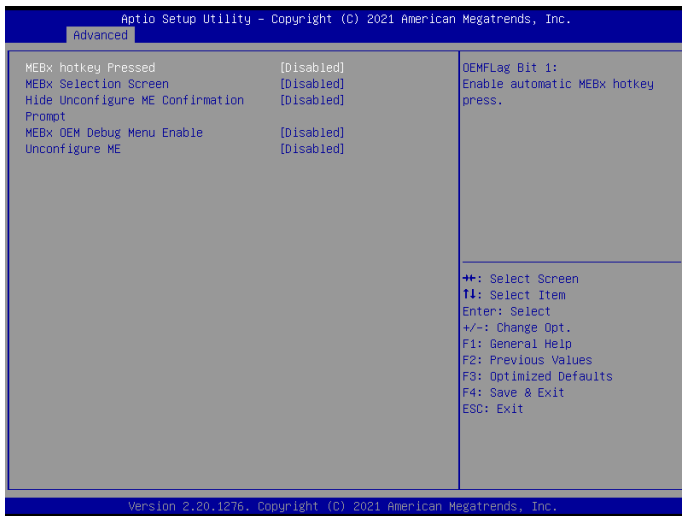 Aptio Setup Utility – Copyright (C) 2021 American Megatrends, Inc.
Advanced
MEBx hotkey Pressed [Disabled]
MEBx Selection Screen [Disabled]
Hide Unconfigure ME Confirmation [Disabled]
Prompt
MEBx OEM Debug Menu Enable [Disabled]
Unconfigure ME [Disabled]
OEMFLag Bit 1:
Enable automatic MEBx hotkey
press.
→←: Select Screen
↑↓: Select Item
Enter: Select
+/-: Change Opt.
F1: General Help
F2: Previous Values
F3: Optimized Defaults
F4: Save & Exit
ESC: Exit
Version 2.20.1276. Copyright (C) 2021 American Megatrends, Inc.